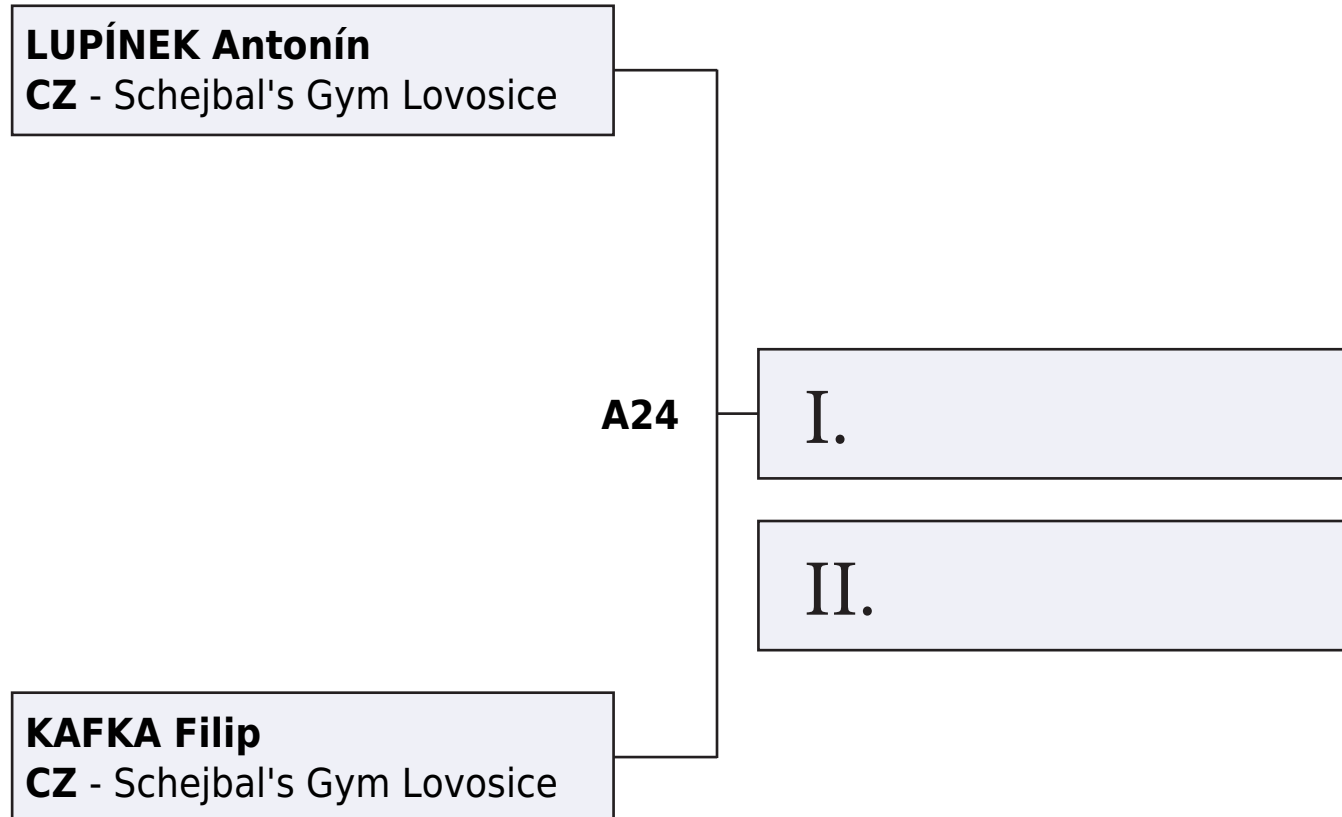 LUPÍNEK Antonín
CZ - Schejbal's Gym Lovosice
A24
I.
II.
KAFKA Filip
CZ - Schejbal's Gym Lovosice